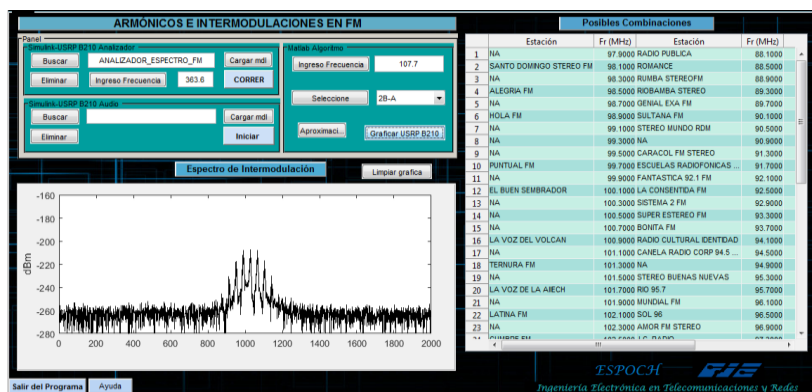 ARMÓNICOS E INTERMODULACIONES EN FM
Panel
Simulink-USRP B210 Analizador
Buscar ANALIZADOR_ESPECTRO_FM Cargar mdl
Eliminar Ingreso Frecuencia 363.6 CORRER
Simulink-USRP B210 Audio
Buscar Cargar mdl
Eliminar Iniciar
Matlab Algoritmo
Ingreso Frecuencia 107.7
Seleccione 2B-A
Aproximaci... Graficar USRP B210
Espectro de Intermodulación Limpiar grafica
-160
-180
-200
-220
-240
-260
-280
dBm
0 200 400 600 800 1000 1200 1400 1600 1800 2000
Posibles Combinaciones
Estación Fr (MHz) Estación Fr (MHz)
1 NA 97.9000 RADIO PUBLICA 88.1000
2 SANTO DOMINGO STEREO FM 98.1000 ROMANCE 88.5000
3 NA 98.3000 RUMBA STEREOFM 88.9000
4 ALEGRIA FM 98.5000 RIOBAMBA STEREO 89.3000
5 NA 98.7000 GENIAL EXA FM 89.7000
6 HOLA FM 98.9000 SULTANA FM 90.1000
7 NA 99.1000 STEREO MUNDO RDM 90.5000
8 NA 99.3000 NA 90.9000
9 NA 99.5000 CARACOL FM STEREO 91.3000
10 PUNTUAL FM 99.7000 ESCUELAS RADIOFONICAS ... 91.7000
11 NA 99.9000 FANTASTICA 92.1 FM 92.1000
12 EL BUEN SEMBRADOR 100.1000 LA CONSENTIDA FM 92.5000
13 NA 100.3000 SISTEMA 2 FM 92.9000
14 NA 100.5000 SUPER ESTEREO FM 93.3000
15 NA 100.7000 BONITA FM 93.7000
16 LA VOZ DEL VOLCAN 100.9000 RADIO CULTURAL IDENTIDAD 94.1000
17 NA 101.1000 CANELA RADIO CORP 94.5 ... 94.5000
18 TERNURA FM 101.3000 NA 94.9000
19 NA 101.5000 STEREO BUENAS NUEVAS 95.3000
20 LA VOZ DE LA AIIECH 101.7000 RIO 95.7 95.7000
21 NA 101.9000 MUNDIAL FM 96.1000
22 LATINA FM 102.1000 SOL 96 96.5000
23 NA 102.3000 AMOR FM STEREO 96.9000
ESPOCH FIE
Ingeniería Electrónica en Telecomunicaciones y Redes
Salir del Programa Ayuda